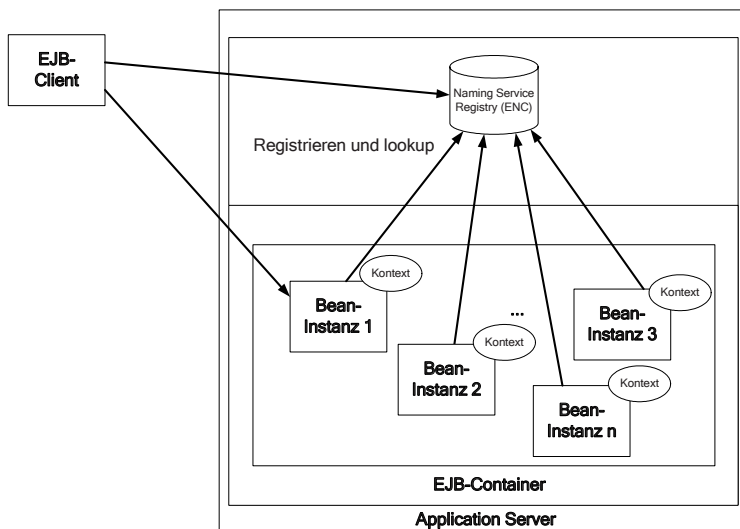 EJB-
Client
Naming Service
Registry (ENC)
Registrieren und lookup
Kontext
Bean-
Instanz 1
...
Kontext
Bean-
Instanz 2
Kontext
Bean-
Instanz 3
Kontext
Bean-
Instanz n
EJB-Container
Application Server